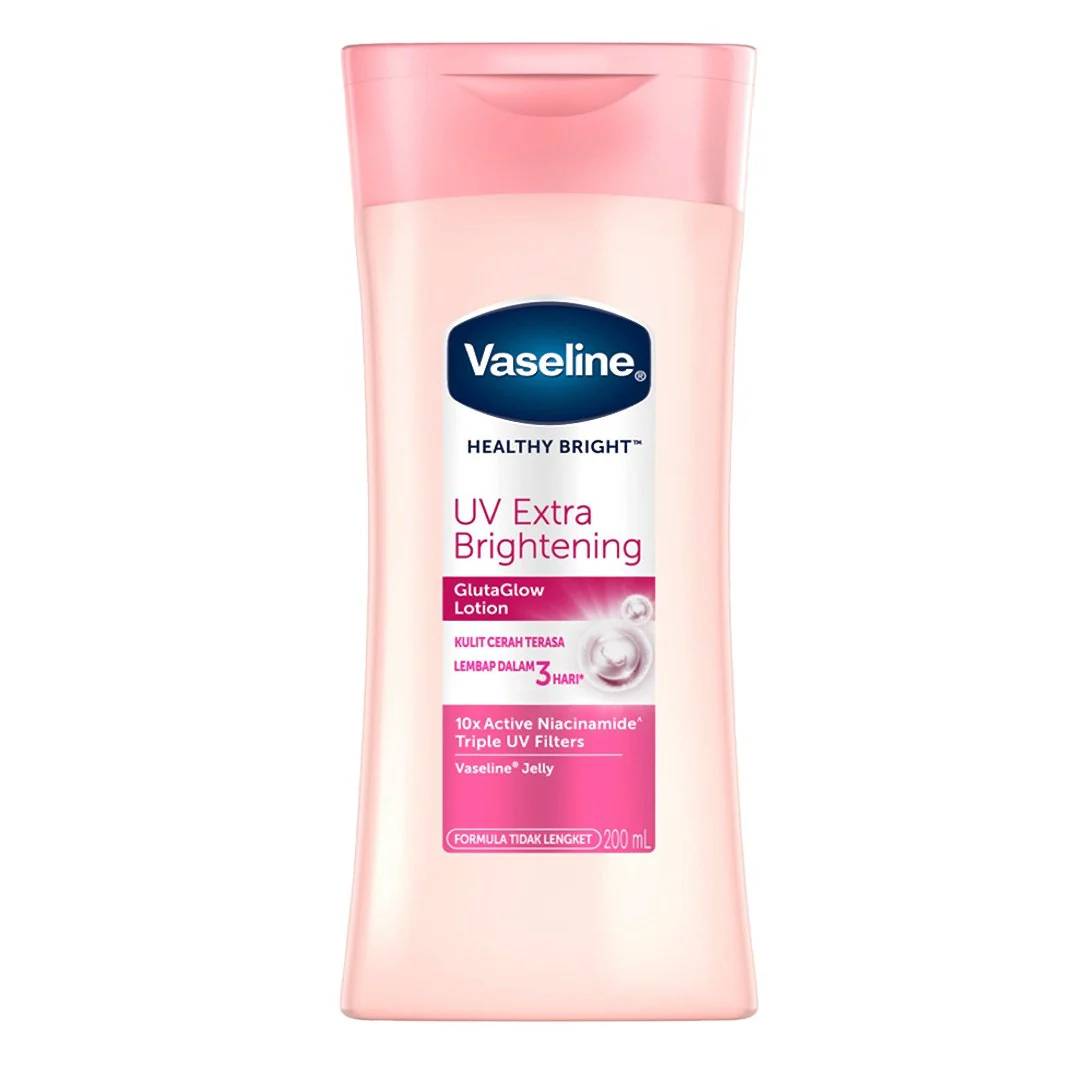 Vaseline®
HEALTHY BRIGHT™
UV Extra
Brightening
GlutaGlow
Lotion
KULIT CERAH TERASA
LEMBAP DALAM 3 HARI*
10x Active Niacinamide^
Triple UV Filters
Vaseline® Jelly
FORMULA TIDAK LENGKET 200 mL